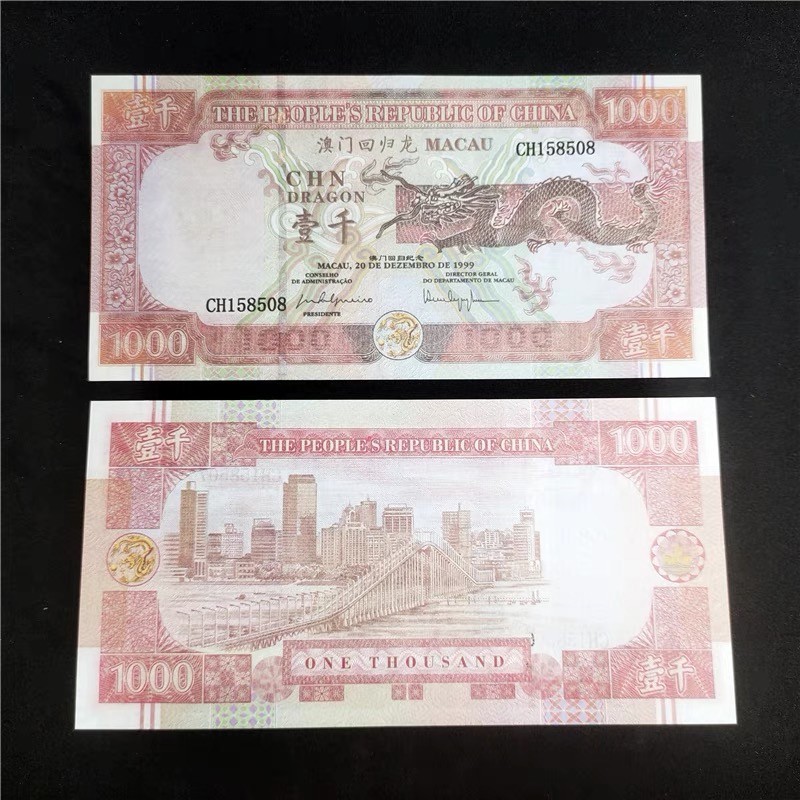 壹千 THE PEOPLE'S REPUBLIC OF CHINA 1000
澳门回归龙 MACAU
CH158508
CHN
DRAGON
壹千
澳门回归纪念
MACAU, 20 DE DEZEMBRO DE 1999
CONSELHO
DE ADMINISTRAÇÃO
DIRECTOR GERAL
DO DEPARTAMENTO DE MACAU
CH158508
PRESIDENTE
1000 1000 1000 壹千
壹千 THE PEOPLE'S REPUBLIC OF CHINA 1000
1000 ONE THOUSAND 壹千